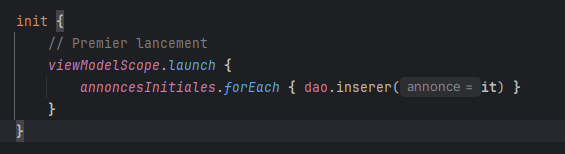 init {
// Premier lancement
viewModelScope.launch {
annoncesInitiales.forEach { dao.inserer( annonce = it) }
}
}